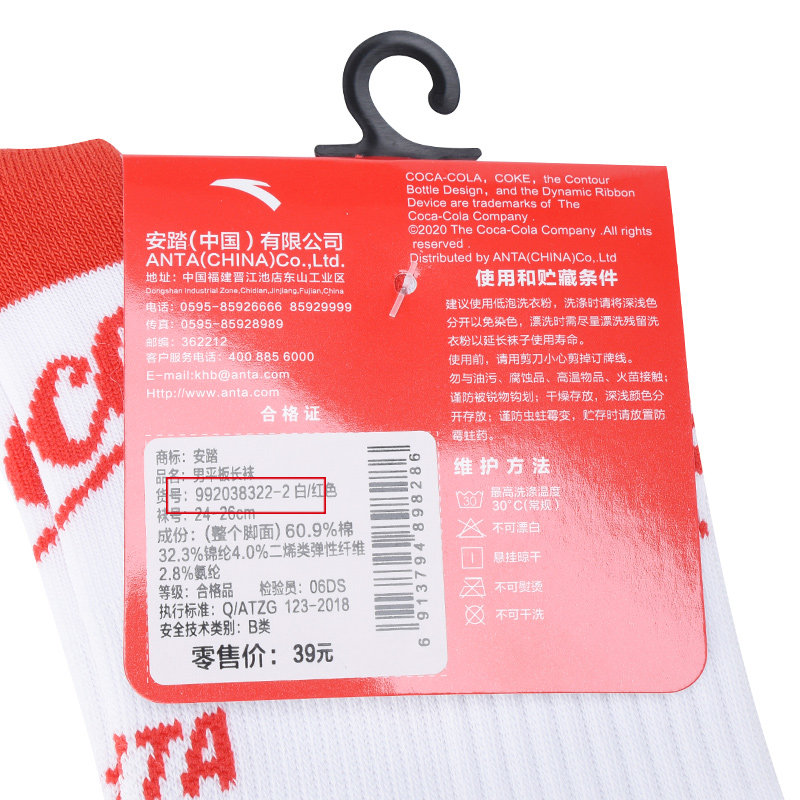 COCA-COLA, COKE, the Contour
Bottle Design, and the Dynamic Ribbon
Device are trademarks of The
Coca-Cola Company .
©2020 The Coca-Cola Company .All rights
reserved .
Distributed by ANTA(CHINA)Co.,Ltd.
安踏(中国)有限公司
ANTA(CHINA)Co.,Ltd.
地址: 中国福建晋江池店东山工业区
Dongshan Industrial Zone,Chidian,Jinjiang,Fujian,China
电话: 0595-85926666 85929999
传真: 0595-85928989
邮编: 362212
客户服务电话: 400 885 6000
E-mail:khb@anta.com
Http://www.anta.com
合格证
商标: 安踏
品名: 男平板长袜
货号: 992038322-2 白/红色
袜号: 24-26cm
成份: (整个脚面) 60.9%棉
32.3%锦纶4.0%二烯类弹性纤维
2.8%氨纶
等级: 合格品 检验员: 06DS
执行标准: Q/ATZG 123-2018
安全技术类别: B类
零售价: 39元
6 913794 898286
使用和贮藏条件
建议使用低泡洗衣粉，洗涤时请将深浅色
分开以免染色，漂洗时需尽量漂洗残留洗
衣粉以延长袜子使用寿命。
使用前，请用剪刀小心剪掉订牌线。
勿与油污、腐蚀品、高温物品、火苗接触;
谨防被锐物钩划; 干燥存放，深浅颜色分
开存放; 谨防虫蛀霉变，贮存时请放置防
霉蛀药。
维护方法
最高洗涤温度
30°C(常规)
不可漂白
悬挂晾干
不可熨烫
不可干洗
TA